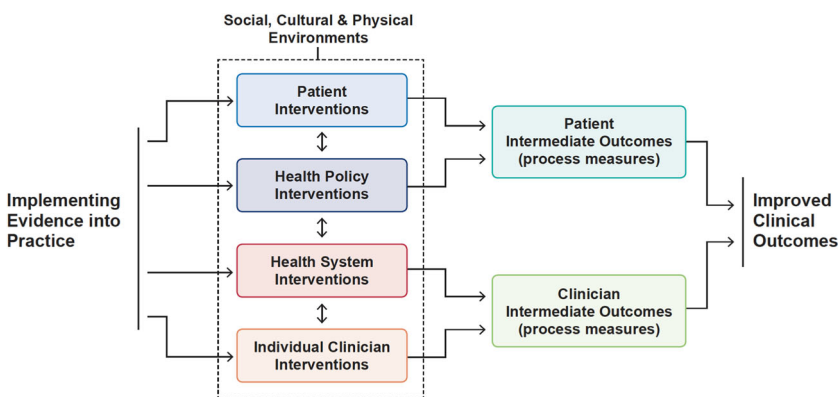 Social, Cultural & Physical
Environments
Patient
Interventions
Health Policy
Interventions
Health System
Interventions
Individual Clinician
Interventions
Implementing
Evidence into
Practice
Patient
Intermediate Outcomes
(process measures)
Clinician
Intermediate Outcomes
(process measures)
Improved
Clinical
Outcomes